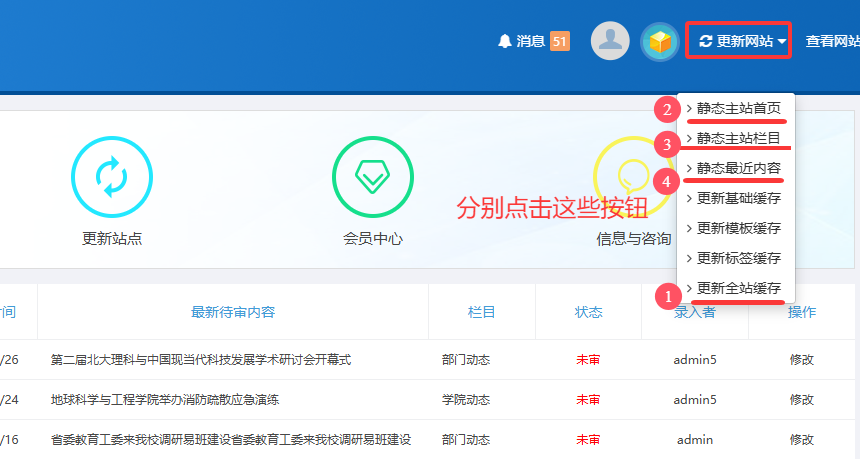 消息 51 更新网站 查看网站
2 静态主站首页
3 静态主站栏目
4 静态最近内容
更新基础缓存
更新模板缓存
更新标签缓存
1 更新全站缓存
分别点击这些按钮
更新站点 会员中心 信息与咨询
间 最新待审内容 栏目 状态 录入者 操作
/26 第二届北大理科与中国现当代科技发展学术研讨会开幕式 部门动态 未审 admin5 修改
/24 地球科学与工程学院举办消防疏散应急演练 学院动态 未审 admin5 修改
/16 省委教育工委来我校调研易班建设省委教育工委来我校调研易班建设 部门动态 未审 admin 修改